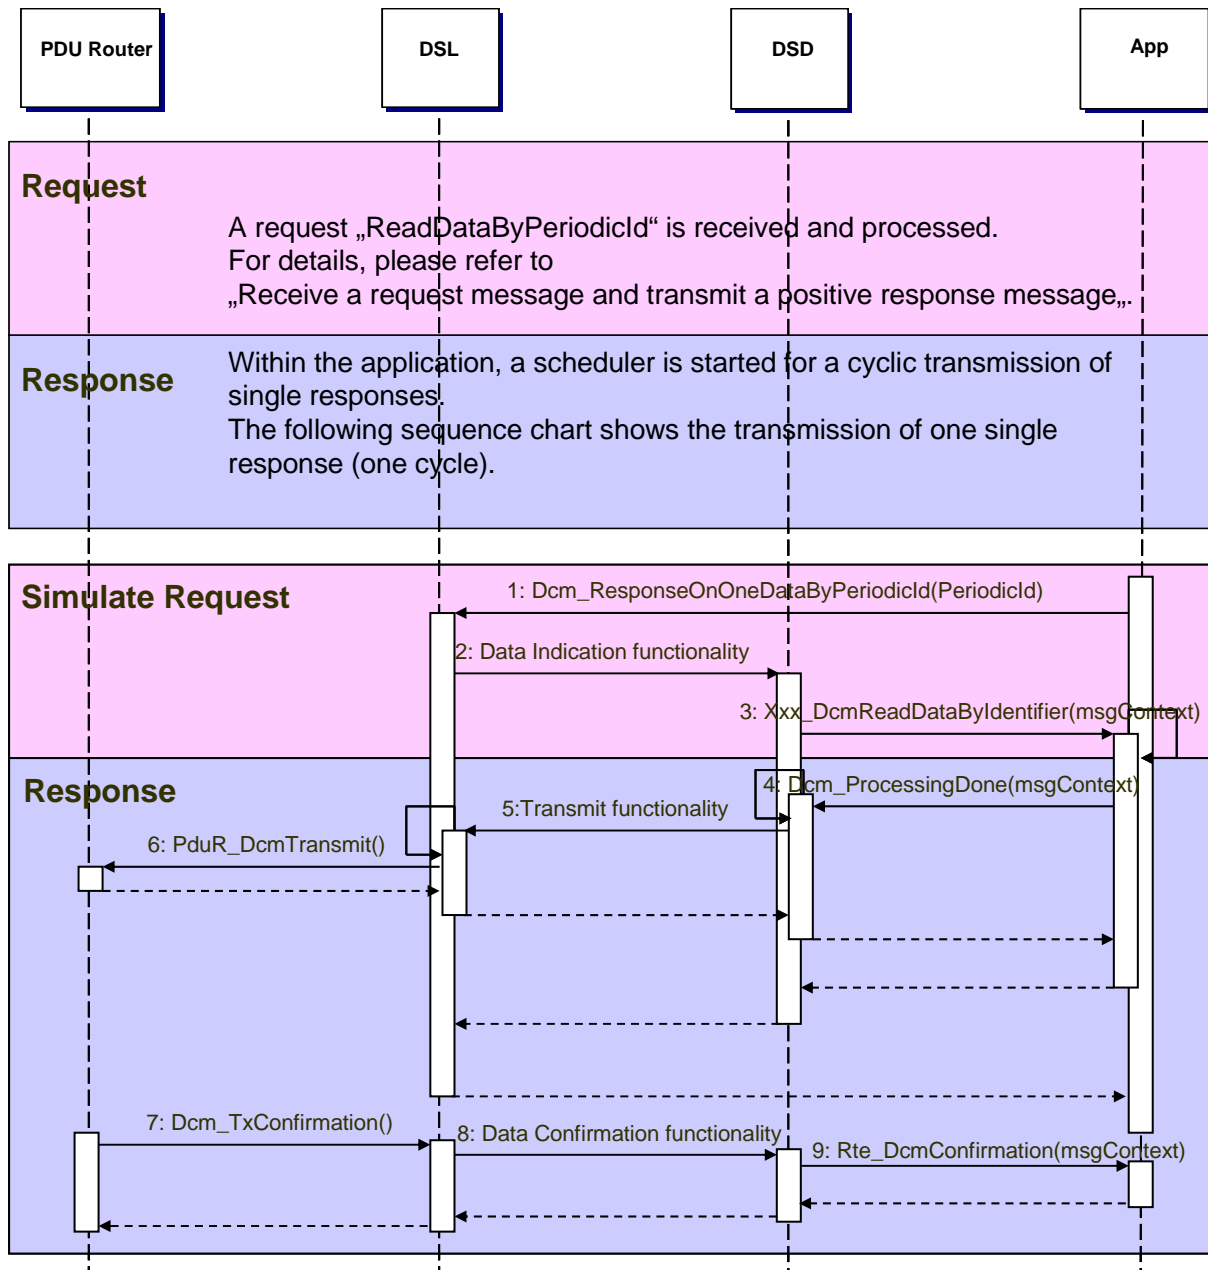 PDU Router
DSL
DSD
App
Request
A request „ReadDataByPeriodicId“ is received and processed.
For details, please refer to
„Receive a request message and transmit a positive response message„.
Response
Within the application, a scheduler is started for a cyclic transmission of
single responses.
The following sequence chart shows the transmission of one single
response (one cycle).
Simulate Request
1: Dcm_ResponseOnOneDataByPeriodicId(PeriodicId)
2: Data Indication functionality
3: Xxx_DcmReadDataByIdentifier(msgContext)
Response
4: Dcm_ProcessingDone(msgContext)
5:Transmit functionality
6: PduR_DcmTransmit()
7: Dcm_TxConfirmation()
8: Data Confirmation functionality
9: Rte_DcmConfirmation(msgContext)